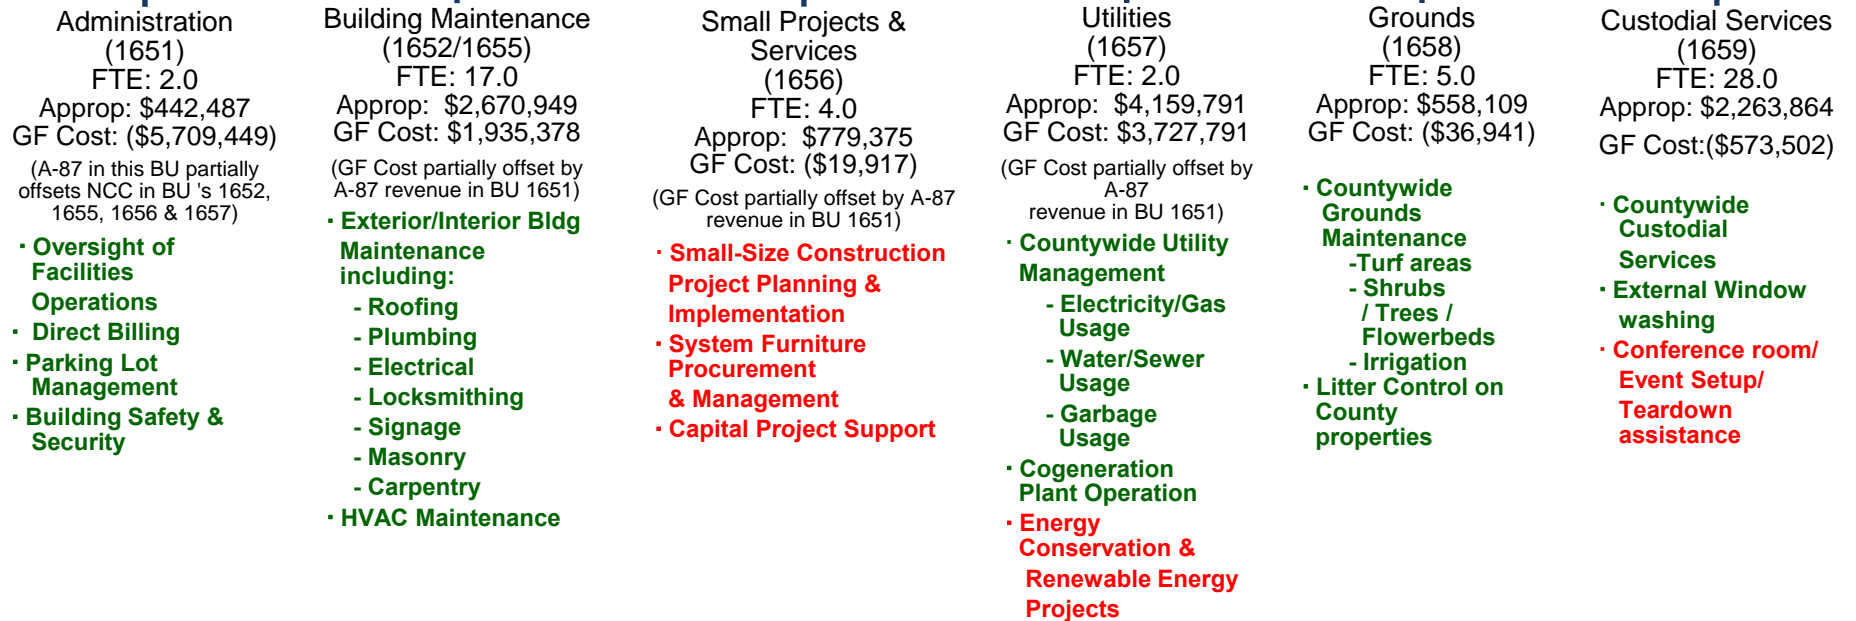 Administration
(1651)
FTE: 2.0
Approp: $442,487
GF Cost: ($5,709,449)
(A-87 in this BU partially
offsets NCC in BU 's 1652,
1655, 1656 & 1657)
· Oversight of
Facilities
Operations
· Direct Billing
· Parking Lot
Management
· Building Safety &
Security
Building Maintenance
(1652/1655)
FTE: 17.0
Approp: $2,670,949
GF Cost: $1,935,378
(GF Cost partially offset by
A-87 revenue in BU 1651)
· Exterior/Interior Bldg
Maintenance
including:
- Roofing
- Plumbing
- Electrical
- Locksmithing
- Signage
- Masonry
- Carpentry
· HVAC Maintenance
Small Projects &
Services
(1656)
FTE: 4.0
Approp: $779,375
GF Cost: ($19,917)
(GF Cost partially offset by A-87
revenue in BU 1651)
· Small-Size Construction
Project Planning &
Implementation
· System Furniture
Procurement
& Management
· Capital Project Support
Utilities
(1657)
FTE: 2.0
Approp: $4,159,791
GF Cost: $3,727,791
(GF Cost partially offset by
A-87
revenue in BU 1651)
· Countywide Utility
Management
- Electricity/Gas
Usage
- Water/Sewer
Usage
- Garbage
Usage
· Cogeneration
Plant Operation
· Energy
Conservation &
Renewable Energy
Projects
Grounds
(1658)
FTE: 5.0
Approp: $558,109
GF Cost: ($36,941)
· Countywide
Grounds
Maintenance
-Turf areas
- Shrubs
/ Trees /
Flowerbeds
- Irrigation
· Litter Control on
County
properties
Custodial Services
(1659)
FTE: 28.0
Approp: $2,263,864
GF Cost:($573,502)
· Countywide
Custodial
Services
· External Window
washing
· Conference room/
Event Setup/
Teardown
assistance